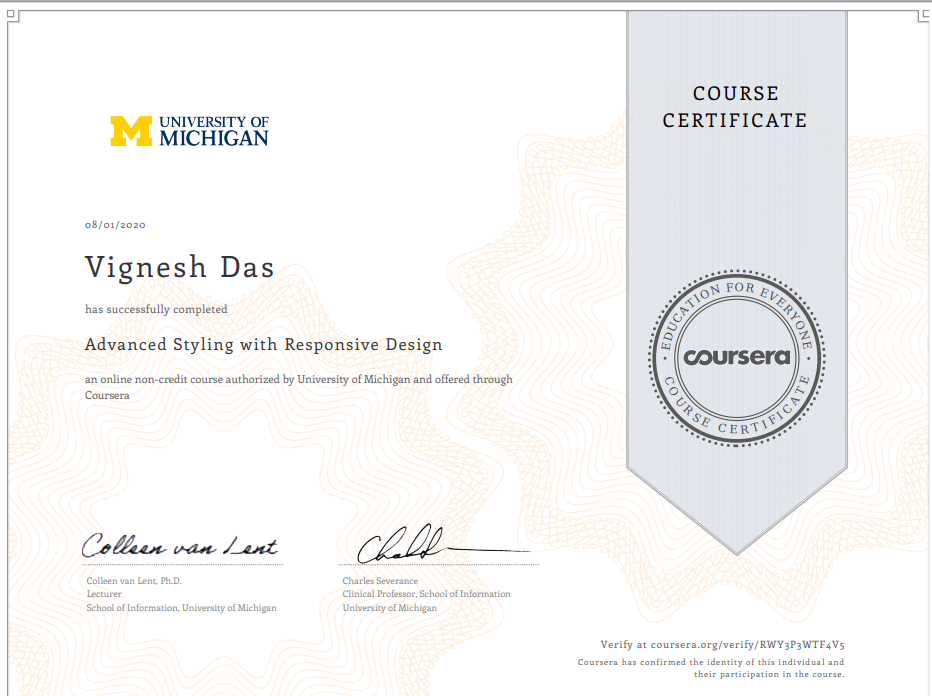 COURSE
CERTIFICATE
UNIVERSITY OF
MICHIGAN
08/01/2020
Vignesh Das
has successfully completed
Advanced Styling with Responsive Design
an online non-credit course authorized by University of Michigan and offered through
Coursera
EDUCATION FOR EVERYONE
coursera
COURSE CERTIFICATE
Colleen van Lent
Colleen van Lent, Ph.D.
Lecturer
School of Information, University of Michigan
Charles Severance
Clinical Professor, School of Information
University of Michigan
Verify at coursera.org/verify/RWY3P3WTF4V5
Coursera has confirmed the identity of this individual and
their participation in the course.